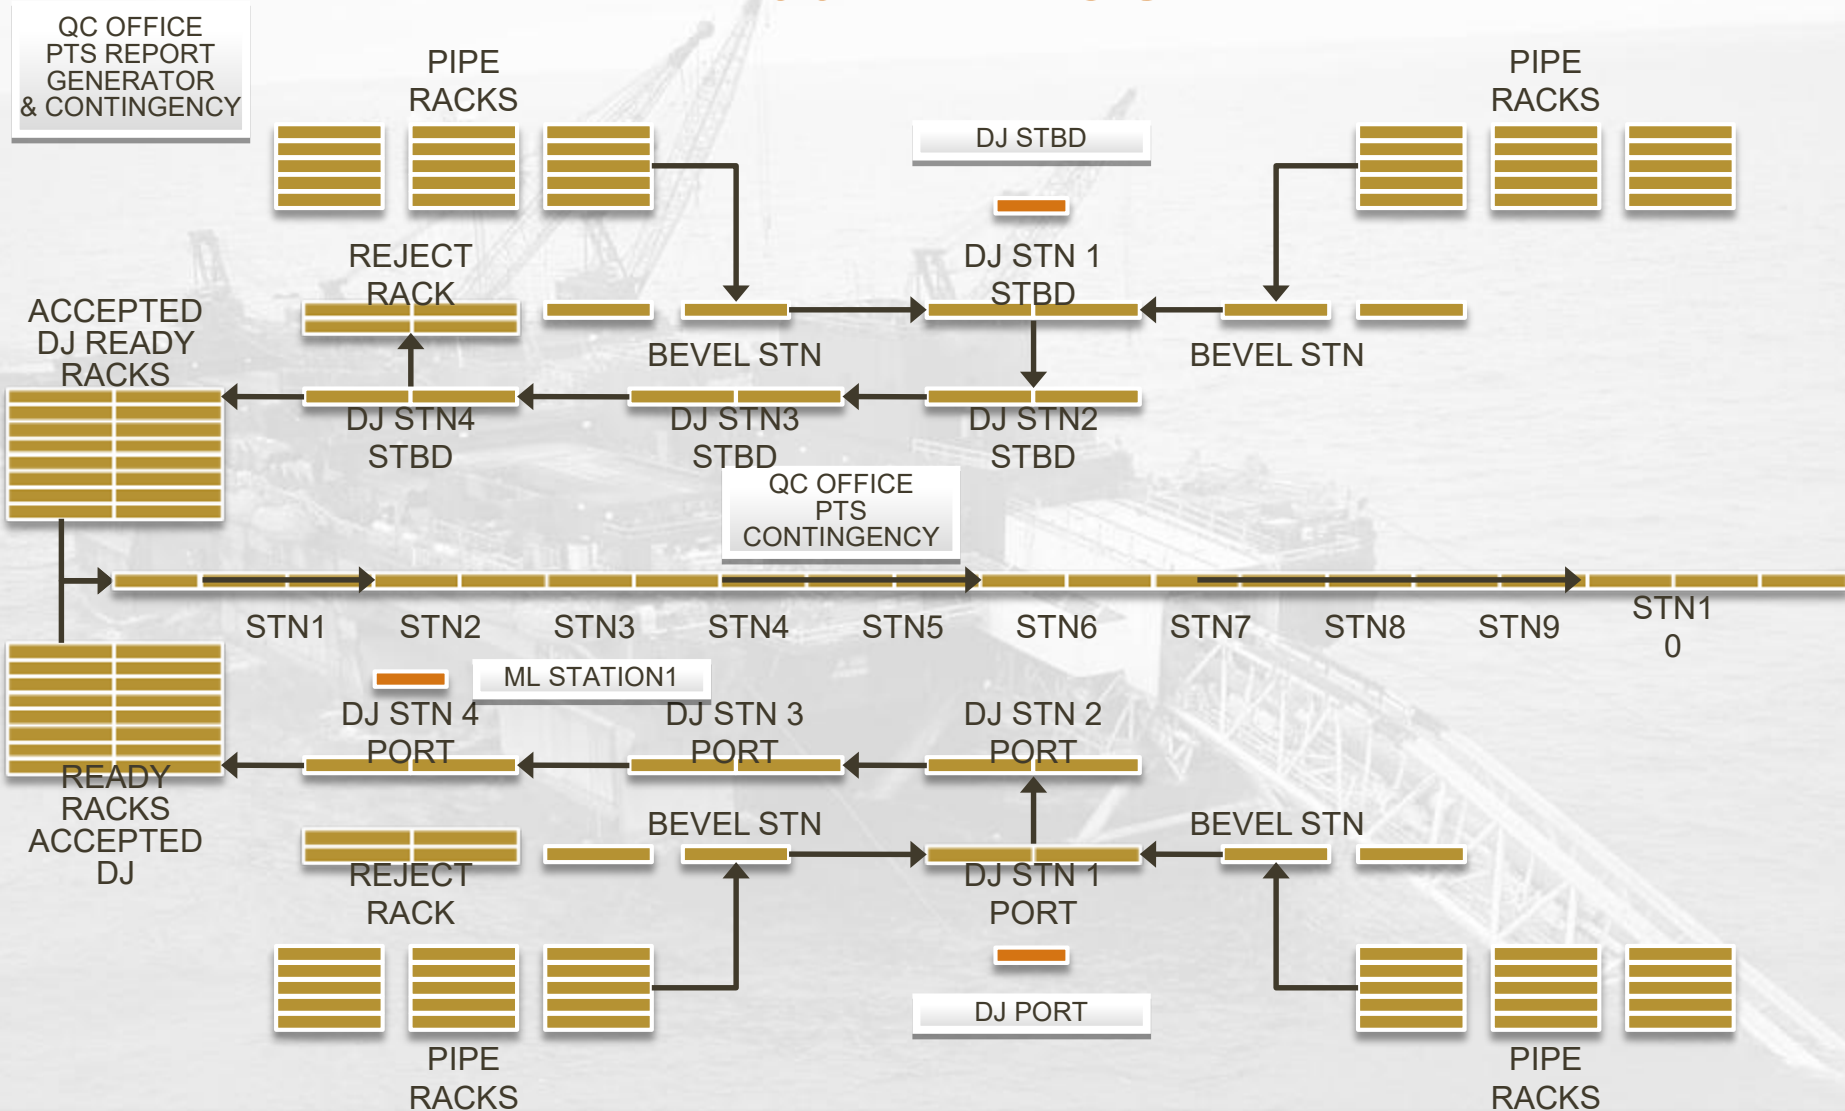 QC OFFICE
PTS REPORT
GENERATOR
& CONTINGENCY
PIPE
RACKS
DJ STBD
PIPE
RACKS
REJECT
RACK
DJ STN 1
STBD
ACCEPTED
DJ READY
RACKS
BEVEL STN
BEVEL STN
DJ STN4
STBD
DJ STN3
STBD
DJ STN2
STBD
QC OFFICE
PTS
CONTINGENCY
STN1
STN2
STN3
STN4
STN5
STN6
STN7
STN8
STN9
STN1
0
ML STATION1
DJ STN 4
PORT
DJ STN 3
PORT
DJ STN 2
PORT
READY
RACKS
ACCEPTED
DJ
BEVEL STN
BEVEL STN
REJECT
RACK
DJ STN 1
PORT
DJ PORT
PIPE
RACKS
PIPE
RACKS